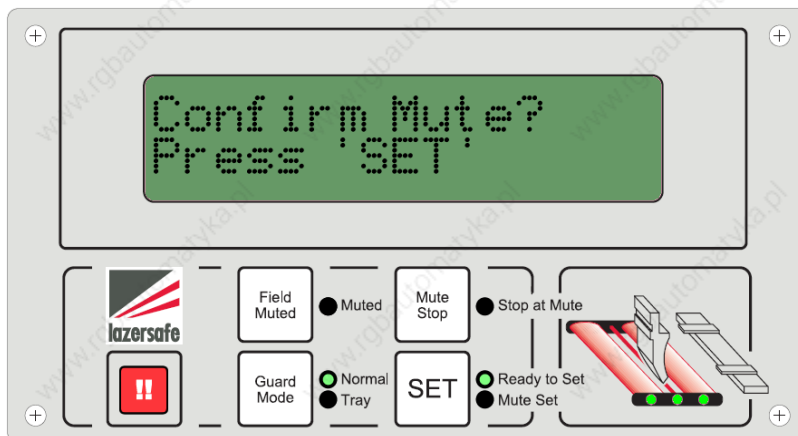 Confirm Mute?
Press 'SET'
lazersafe
Field Muted
Muted
Mute Stop
Stop at Mute
!!
Guard Mode
Normal
Tray
SET
Ready to Set
Mute Set
www.rgbautomatyka.pl